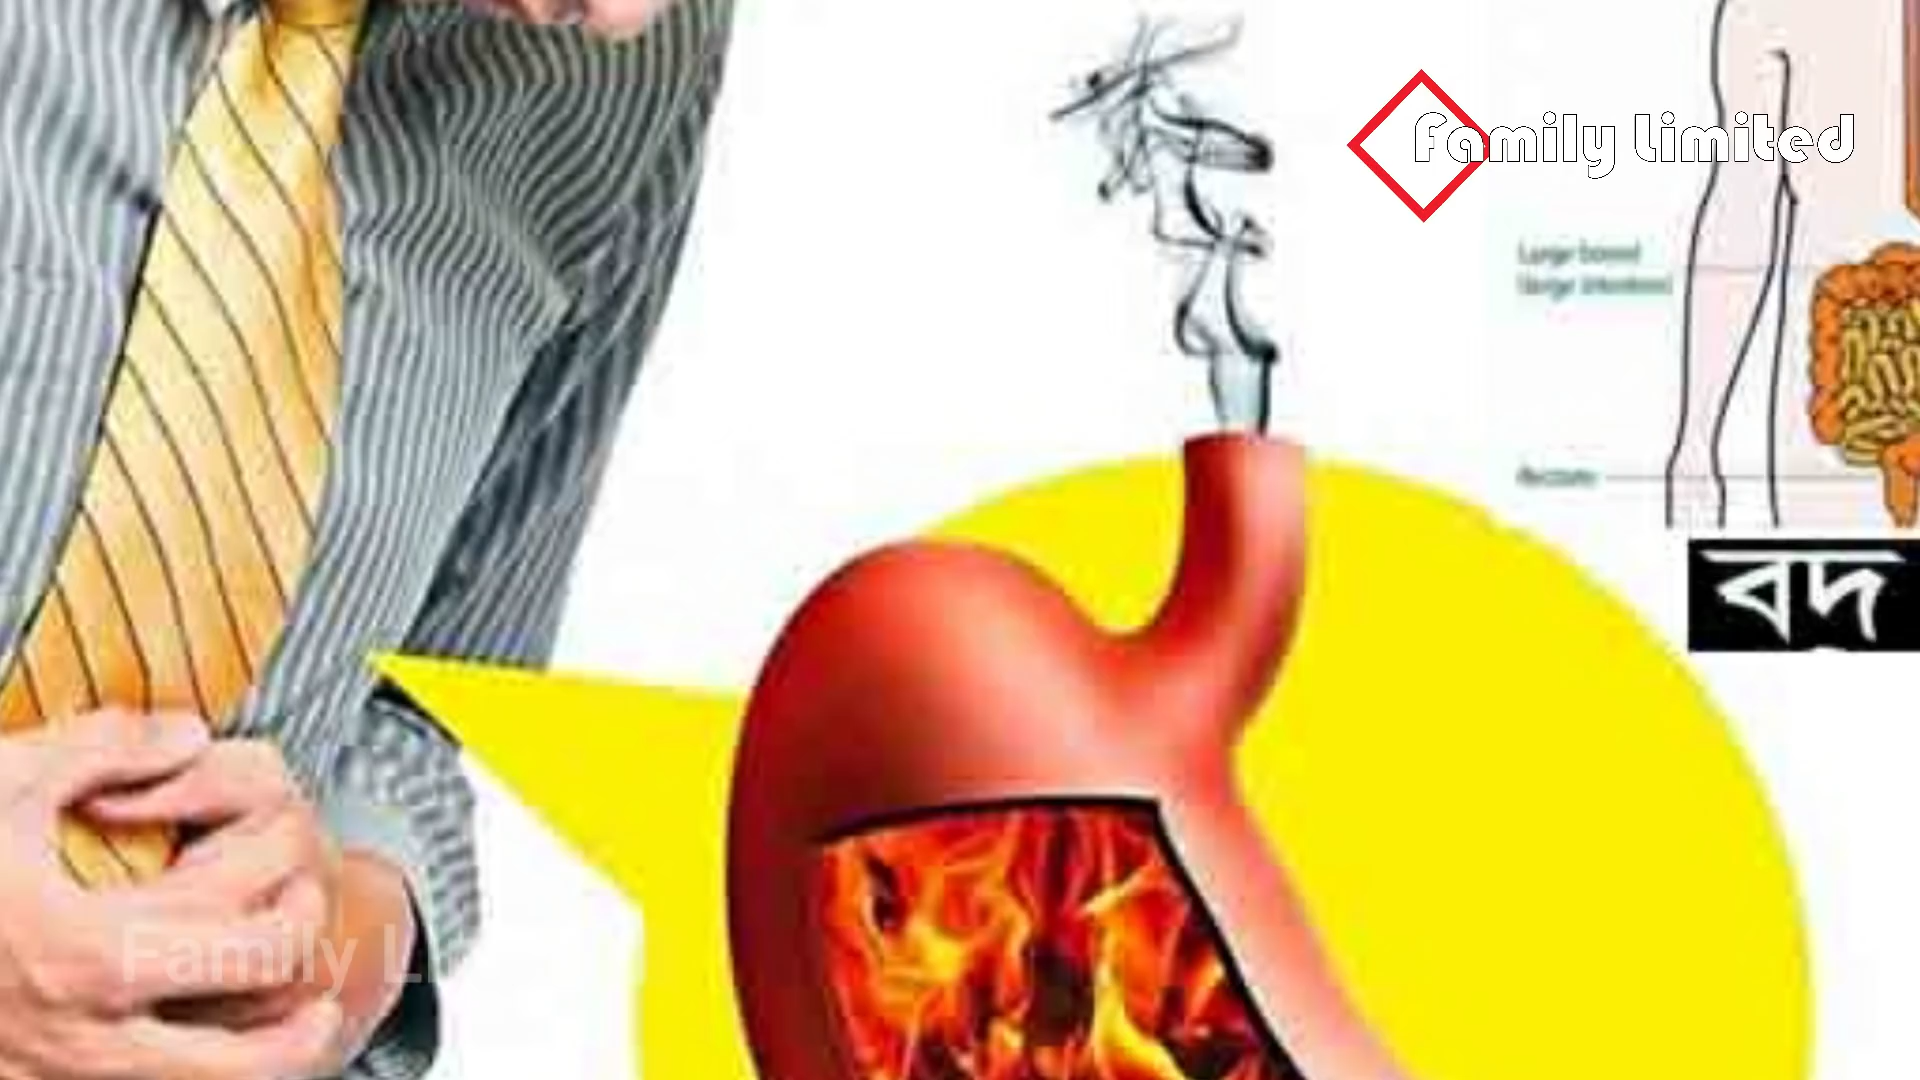 Family Limited
Large bowel
(large intestine)
Rectum
বদ
Family Li